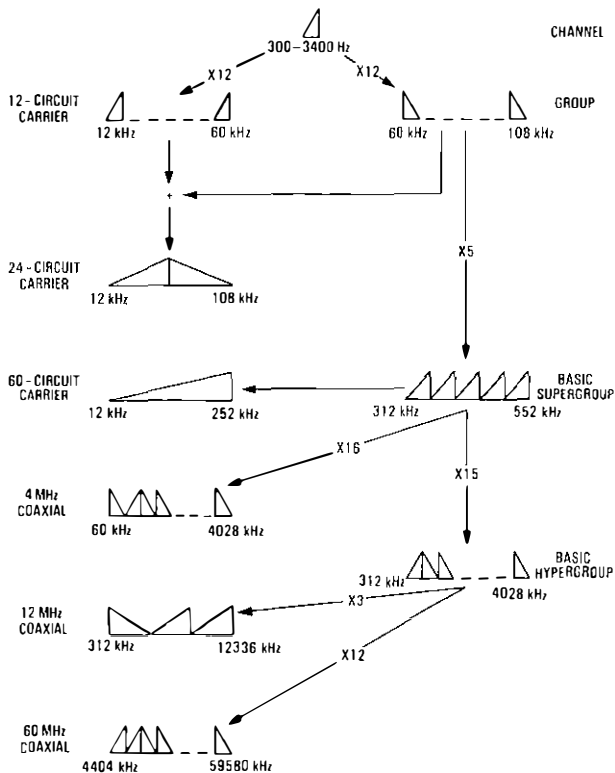 CHANNEL
300-3400 Hz
X12
X12
12-CIRCUIT
CARRIER
GROUP
12 kHz
60 kHz
60 kHz
108 kHz
+
X5
24-CIRCUIT
CARRIER
12 kHz
108 kHz
60-CIRCUIT
CARRIER
BASIC
SUPERGROUP
12 kHz
252 kHz
312 kHz
552 kHz
X16
X15
4 MHz
COAXIAL
60 kHz
4028 kHz
BASIC
HYPERGROUP
312 kHz
4028 kHz
X3
12 MHz
COAXIAL
312 kHz
12336 kHz
X12
60 MHz
COAXIAL
4404 kHz
59580 kHz